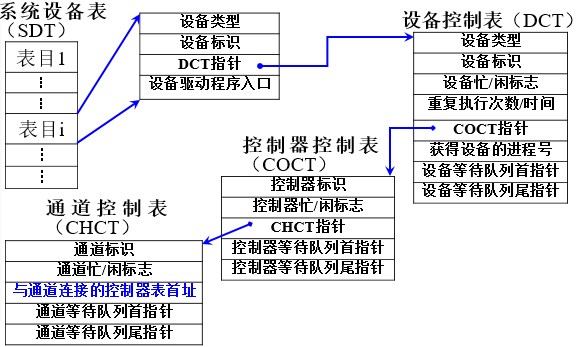 系统设备表
（SDT）
表目1
⋮
⋮
表目i
⋮
⋮
设备类型
设备标识
DCT指针
设备驱动程序入口
设备控制表（DCT）
设备类型
设备标识
设备忙/闲标志
重复执行次数/时间
COCT指针
获得设备的进程号
设备等待队列首指针
设备等待队列尾指针
控制器控制表
（COCT）
控制器标识
控制器忙/闲标志
CHCT指针
控制器等待队列首指针
控制器等待队列尾指针
通道控制表
（CHCT）
通道标识
通道忙/闲标志
与通道连接的控制器表首址
通道等待队列首指针
通道等待队列尾指针